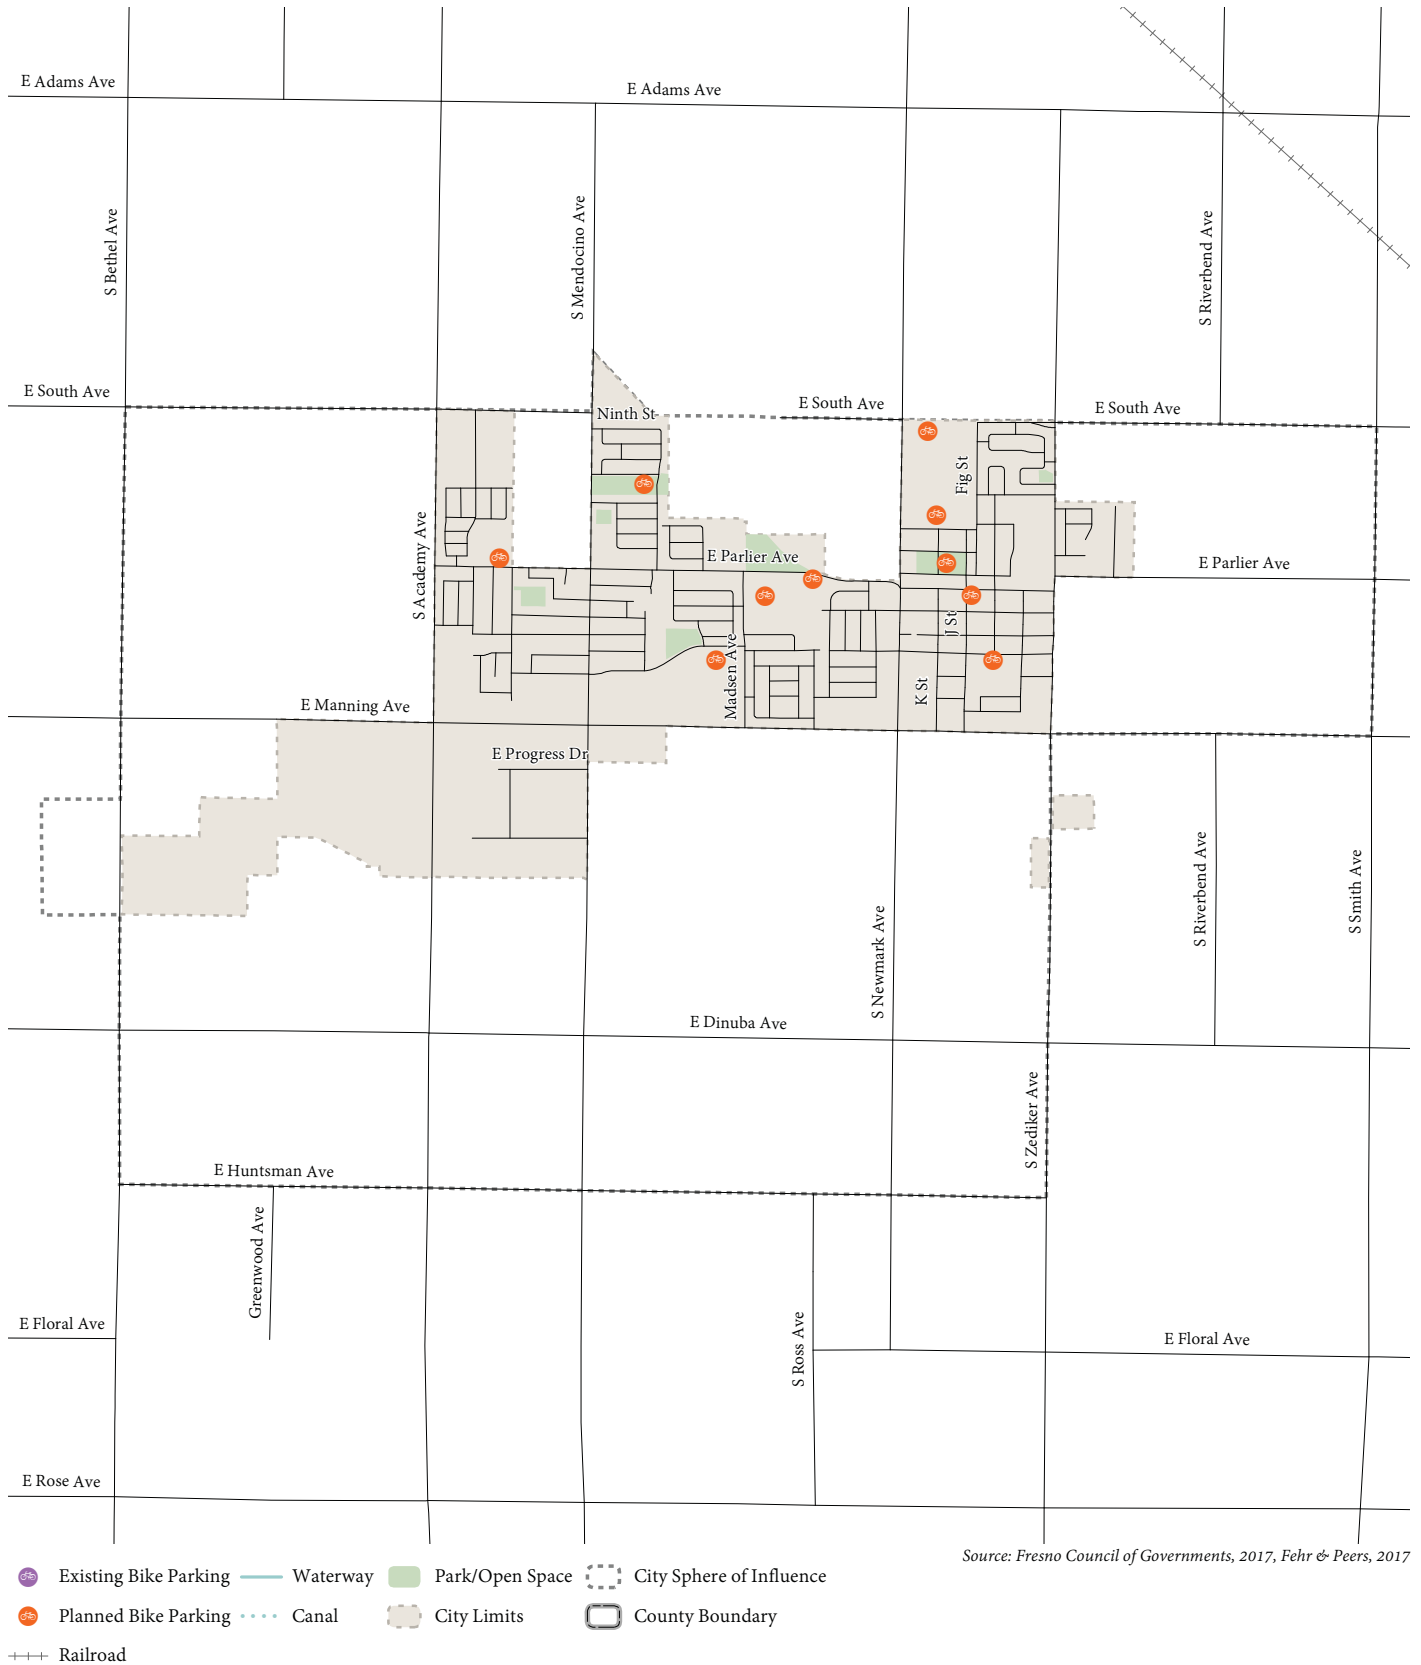 E Adams Ave
E Adams Ave
S Bethel Ave
S Mendocino Ave
S Riverbend Ave
E South Ave
Ninth St
E South Ave
E South Ave
Fig St
S Academy Ave
E Parlier Ave
E Parlier Ave
J St
Madsen Ave
K St
E Manning Ave
E Progress Dr
S Riverbend Ave
S Smith Ave
S Newmark Ave
E Dinuba Ave
S Zediker Ave
E Huntsman Ave
Greenwood Ave
E Floral Ave
S Ross Ave
E Floral Ave
E Rose Ave
Source: Fresno Council of Governments, 2017, Fehr & Peers, 2017
Existing Bike Parking
Waterway
Park/Open Space
City Sphere of Influence
Planned Bike Parking
Canal
City Limits
County Boundary
Railroad